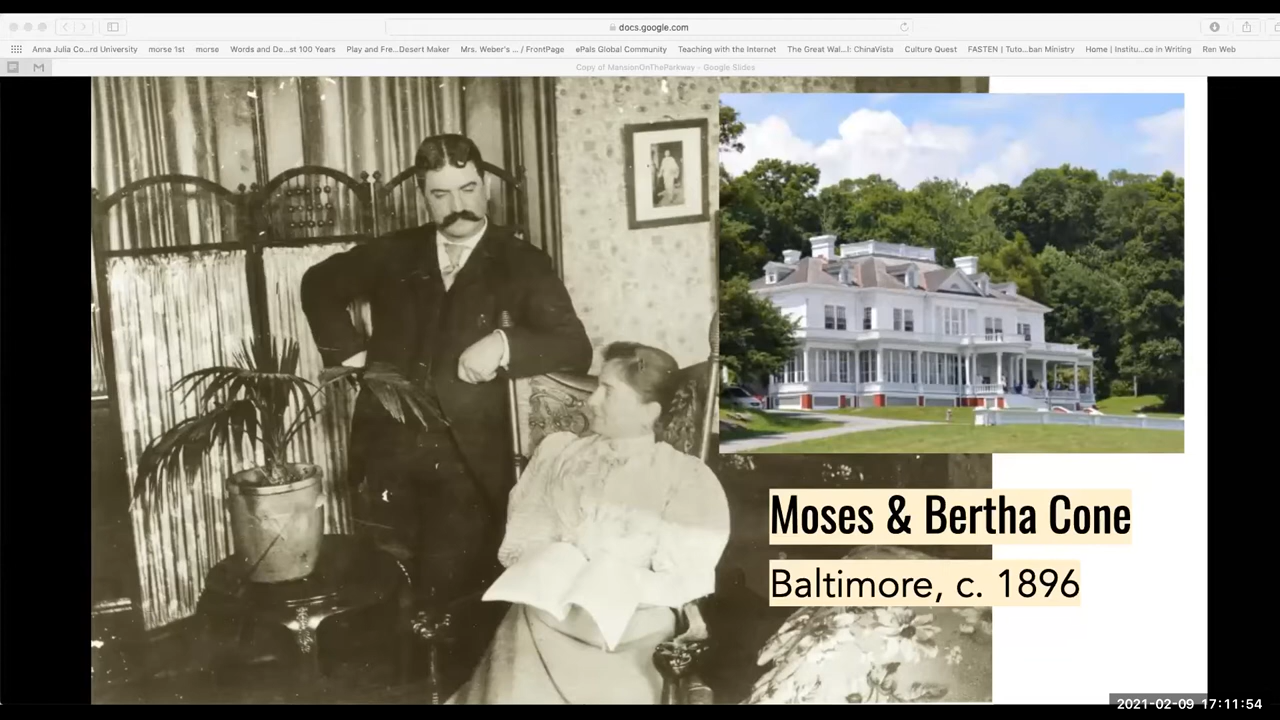 docs.google.com
Anna Julia Co...rd University morse 1st morse Words and De...st 100 Years Play and Fre...Desert Maker Mrs. Weber's ... / FrontPage ePals Global Community Teaching with the Internet The Great Wal...l: ChinaVista Culture Quest FASTEN | Tuto...ban Ministry Home | Institu...ce in Writing Ran Web
Copy of MansionOnTheParkway - Google Slides
Moses & Bertha Cone
Baltimore, c. 1896
2021-02-09 17:11:54